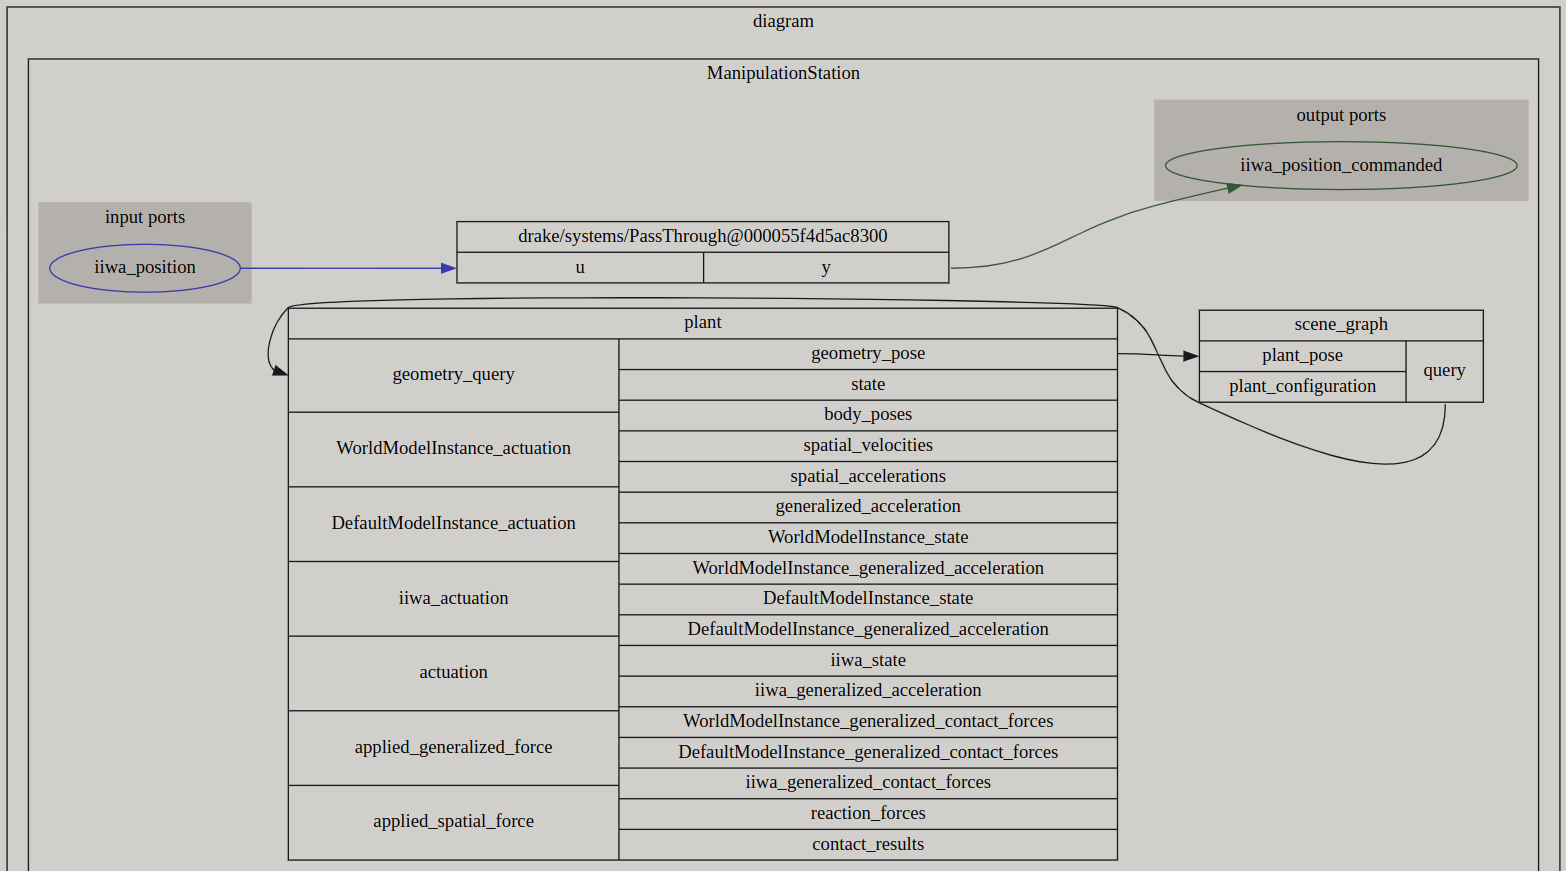 diagram
ManipulationStation
output ports
iiwa_position_commanded
input ports
iiwa_position
drake/systems/PassThrough@000055f4d5ac8300
u
y
plant
geometry_query
WorldModelInstance_actuation
DefaultModelInstance_actuation
iiwa_actuation
actuation
applied_generalized_force
applied_spatial_force
geometry_pose
state
body_poses
spatial_velocities
spatial_accelerations
generalized_acceleration
WorldModelInstance_state
WorldModelInstance_generalized_acceleration
DefaultModelInstance_state
DefaultModelInstance_generalized_acceleration
iiwa_state
iiwa_generalized_acceleration
WorldModelInstance_generalized_contact_forces
DefaultModelInstance_generalized_contact_forces
iiwa_generalized_contact_forces
reaction_forces
contact_results
scene_graph
plant_pose
plant_configuration
query